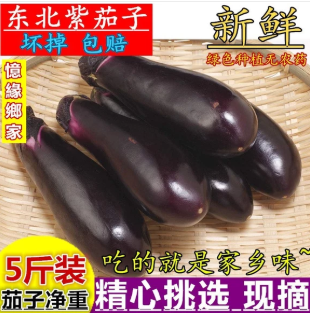 东北紫茄子
坏掉 包赔
新鲜
绿色种植无农药
憶緣鄉家
吃的就是家乡味~
5斤装
茄子净重
精心挑选 现摘